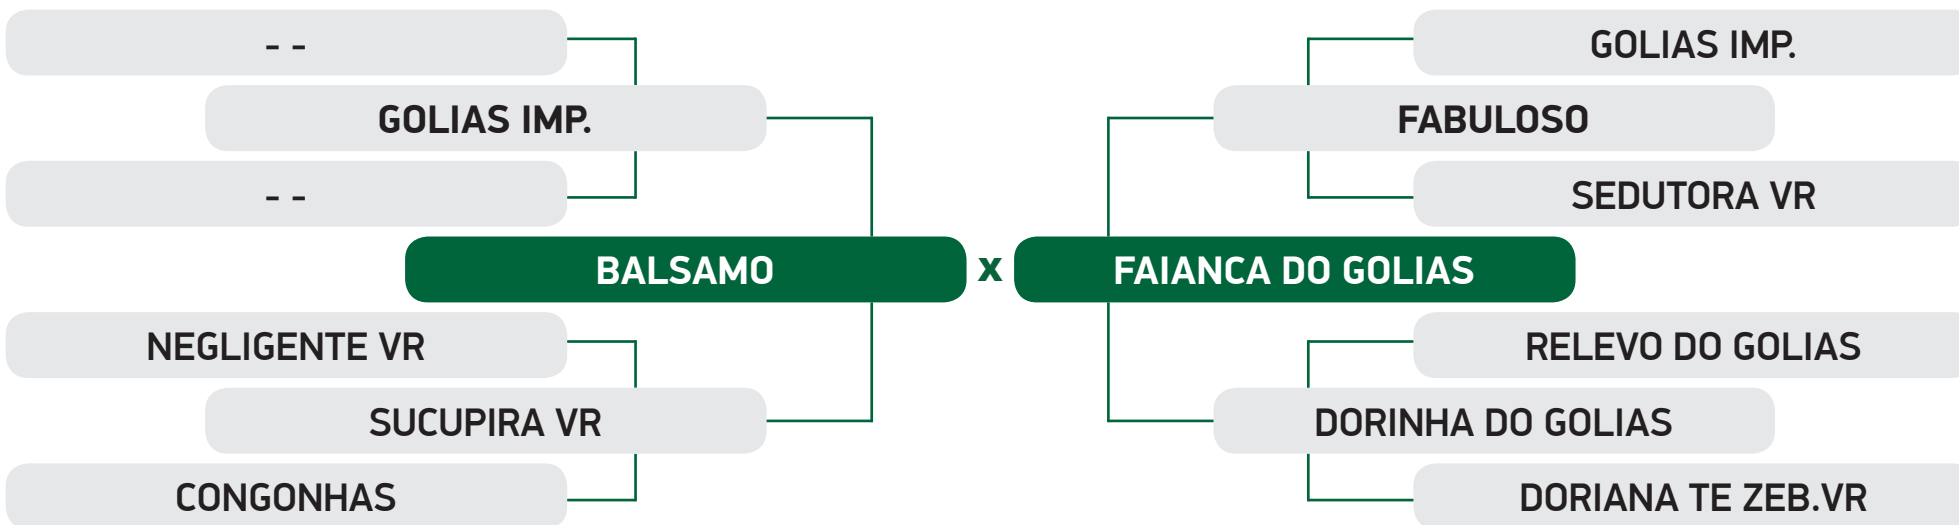 - -
GOLIAS IMP.
GOLIAS IMP.
FABULOSO
- -
SEDUTORA VR
BALSAMO x FAIANCA DO GOLIAS
NEGLIGENTE VR
RELEVO DO GOLIAS
SUCUPIRA VR
DORINHA DO GOLIAS
CONGONHAS
DORIANA TE ZEB.VR